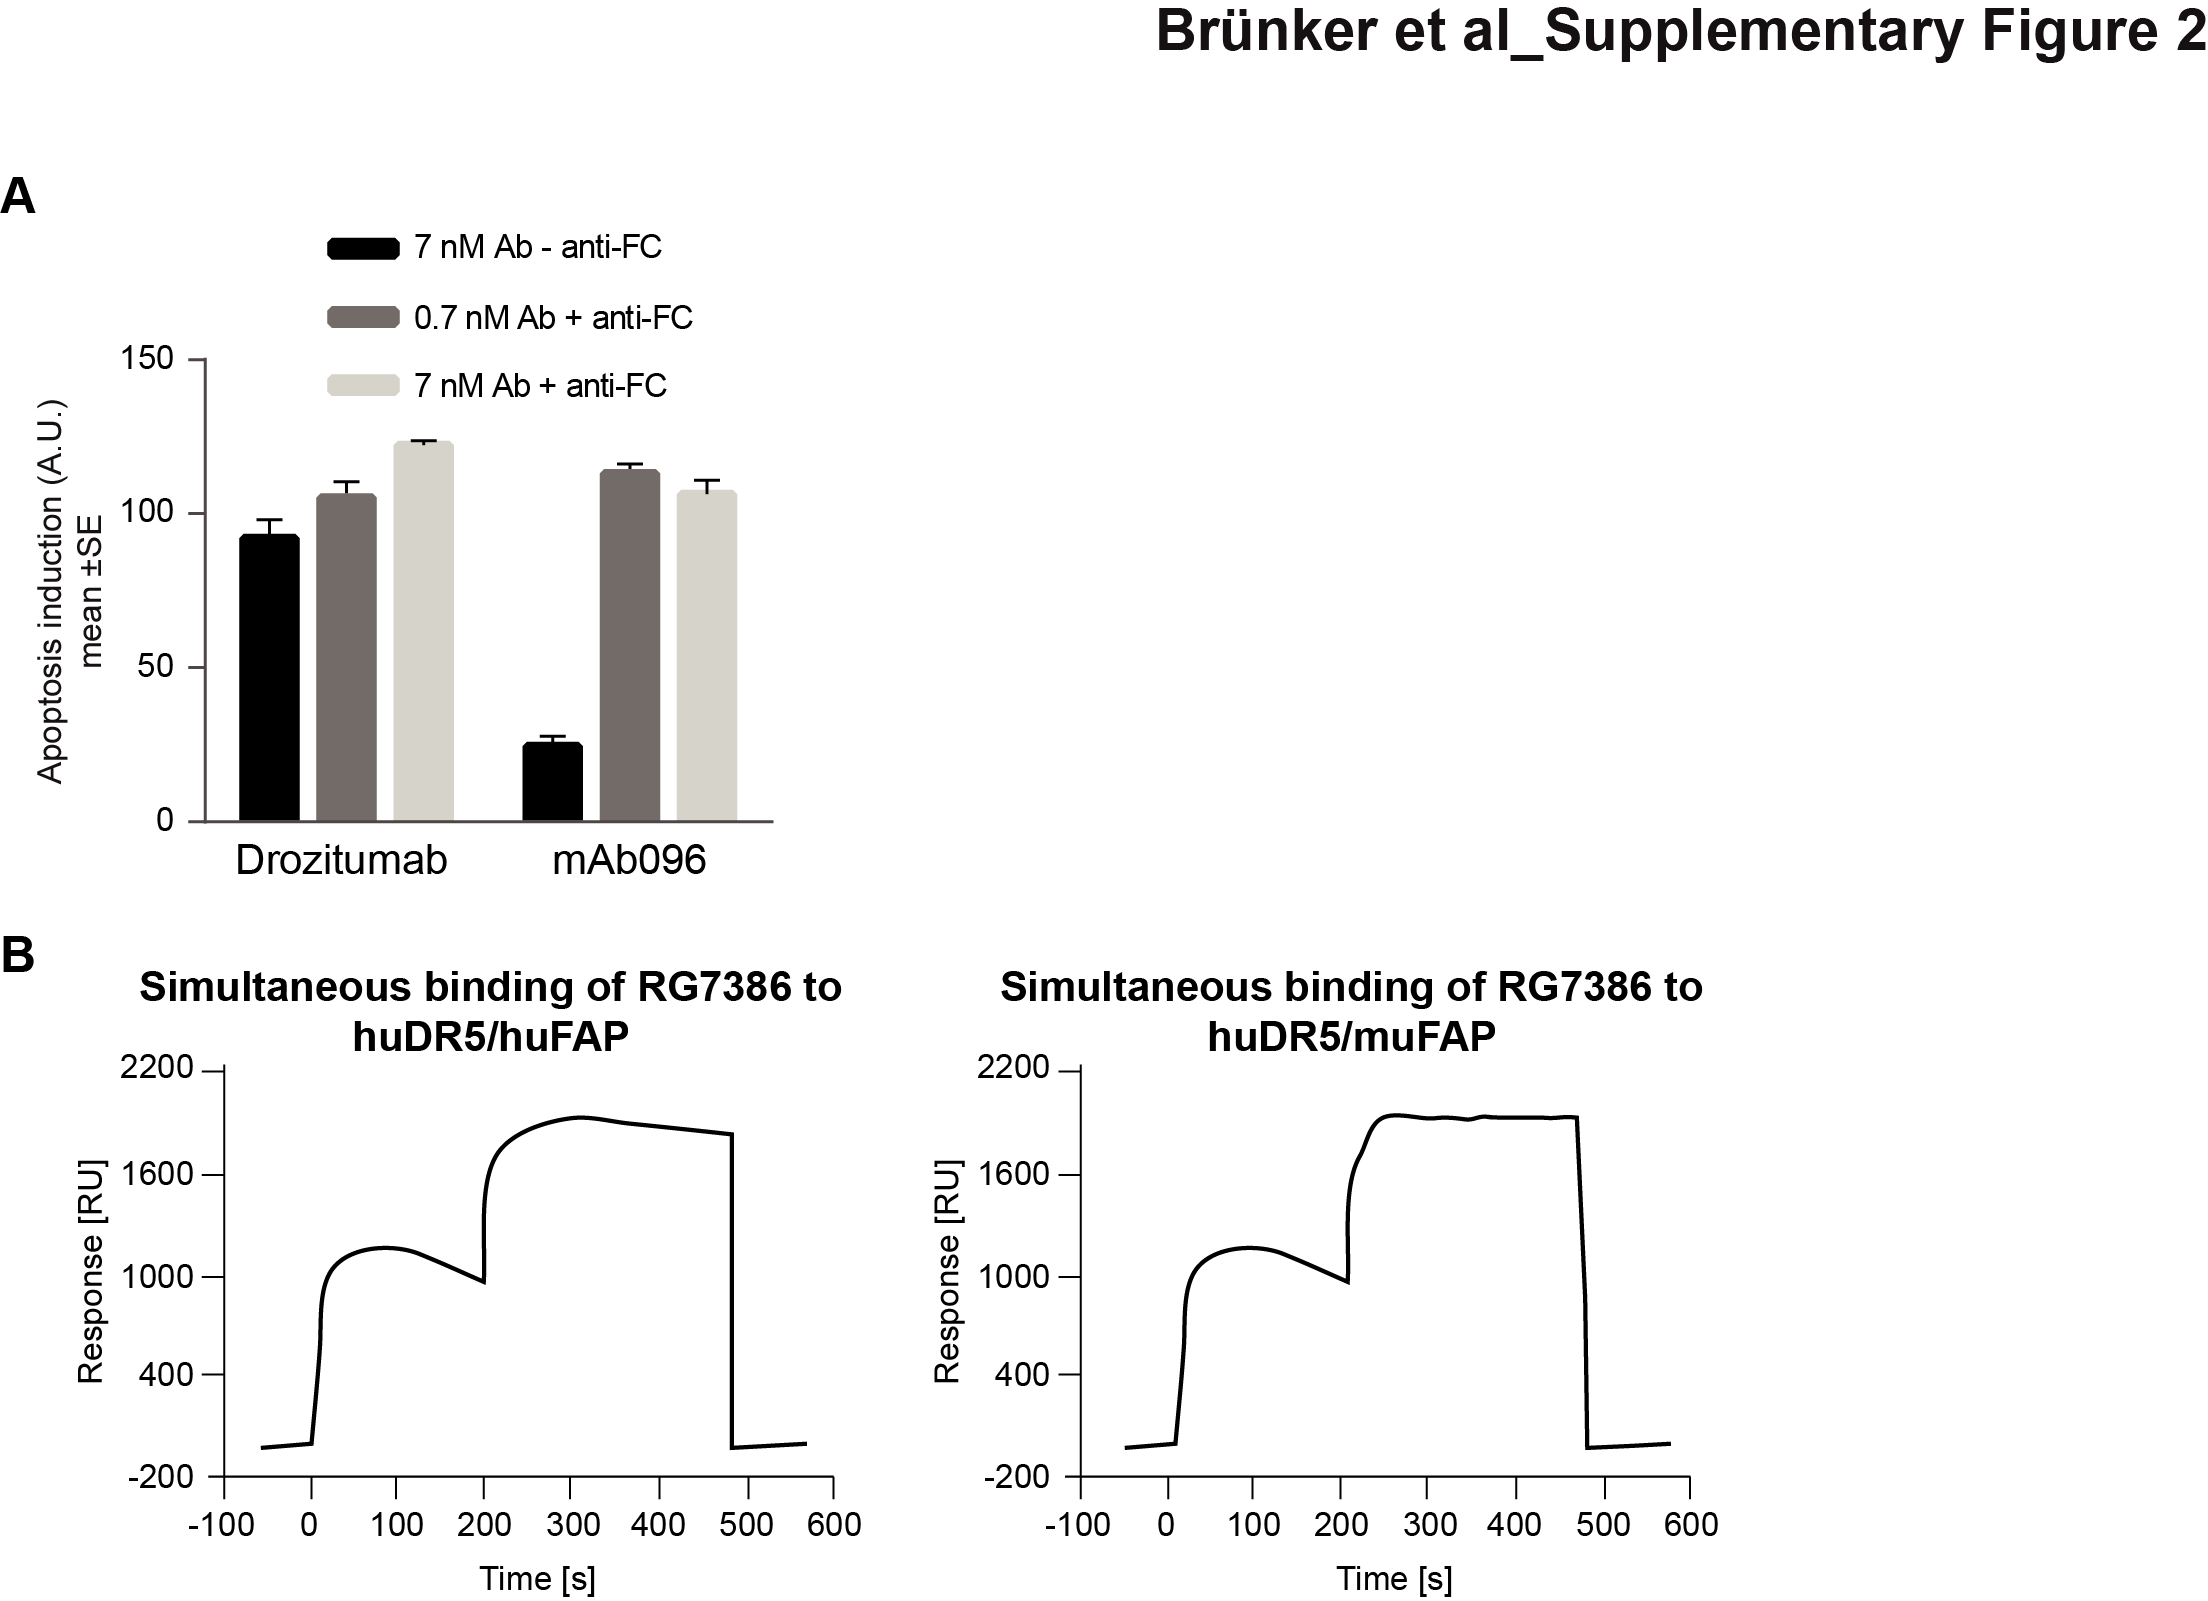 Brünker et al_Supplementary Figure 2
A
7 nM Ab - anti-FC
0.7 nM Ab + anti-FC
7 nM Ab + anti-FC
150
100
50
0
Apoptosis induction (A.U.)
mean ±SE
Drozitumab
mAb096
B
Simultaneous binding of RG7386 to
huDR5/huFAP
2200
1600
1000
400
-200
Response [RU]
-100 0 100 200 300 400 500 600
Time [s]
Simultaneous binding of RG7386 to
huDR5/muFAP
2200
1600
1000
400
-200
Response [RU]
-100 0 100 200 300 400 500 600
Time [s]